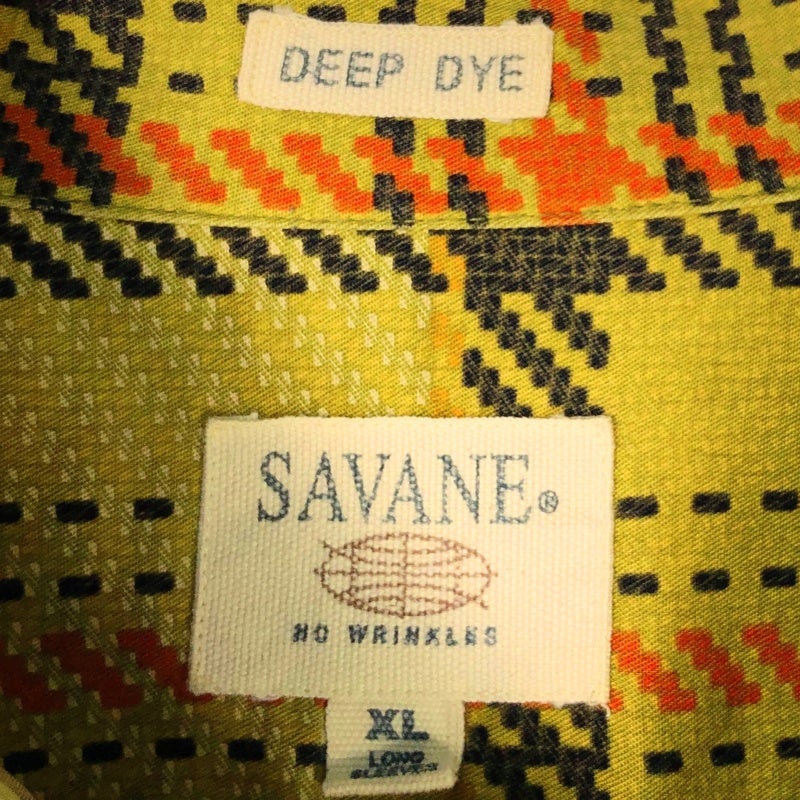 DEEP DYE
SAVANE®
NO WRINKLES
XL
LONG
SLEEVES